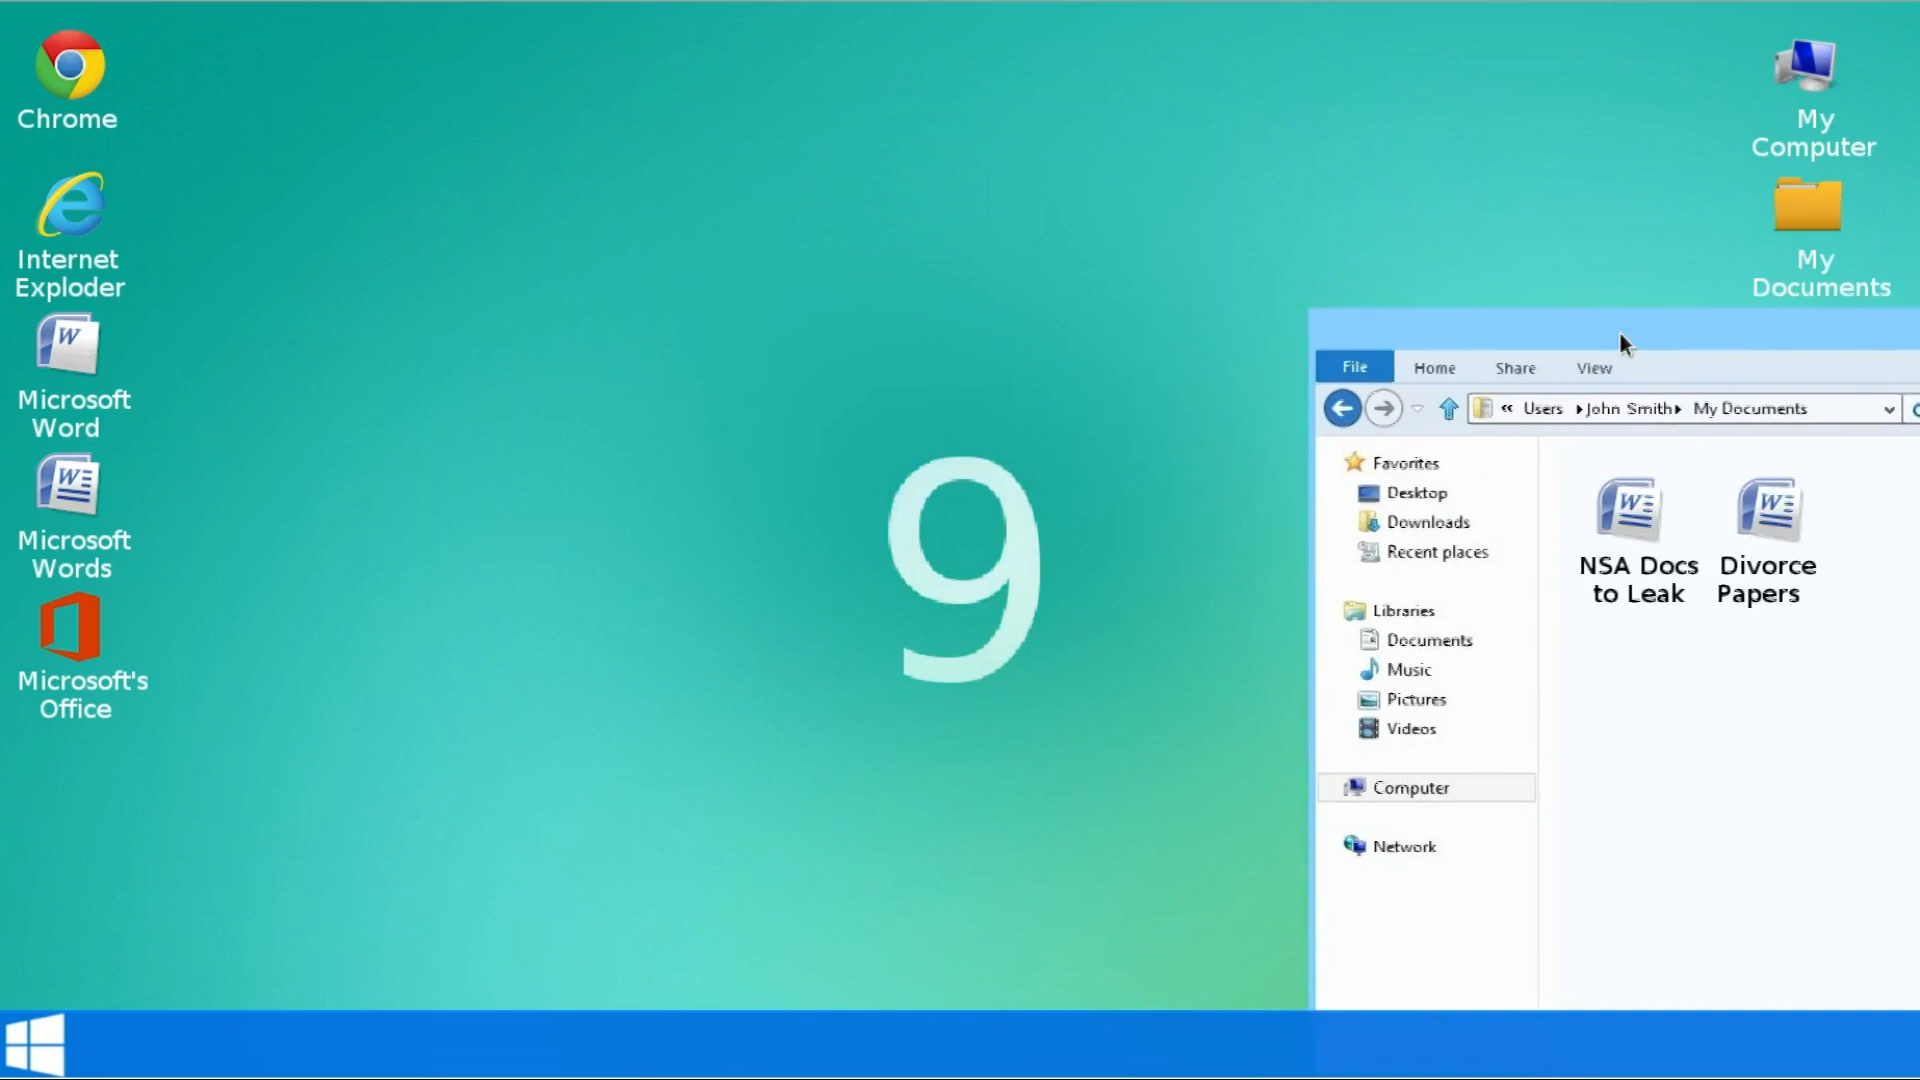 Chrome
Internet
Exploder
Microsoft
Word
Microsoft
Words
Microsoft's
Office
9
My
Computer
My
Documents
File Home Share View
« Users John Smith My Documents
Favorites
Desktop
Downloads
Recent places
Libraries
Documents
Music
Pictures
Videos
Computer
Network
NSA Docs
to Leak
Divorce
Papers